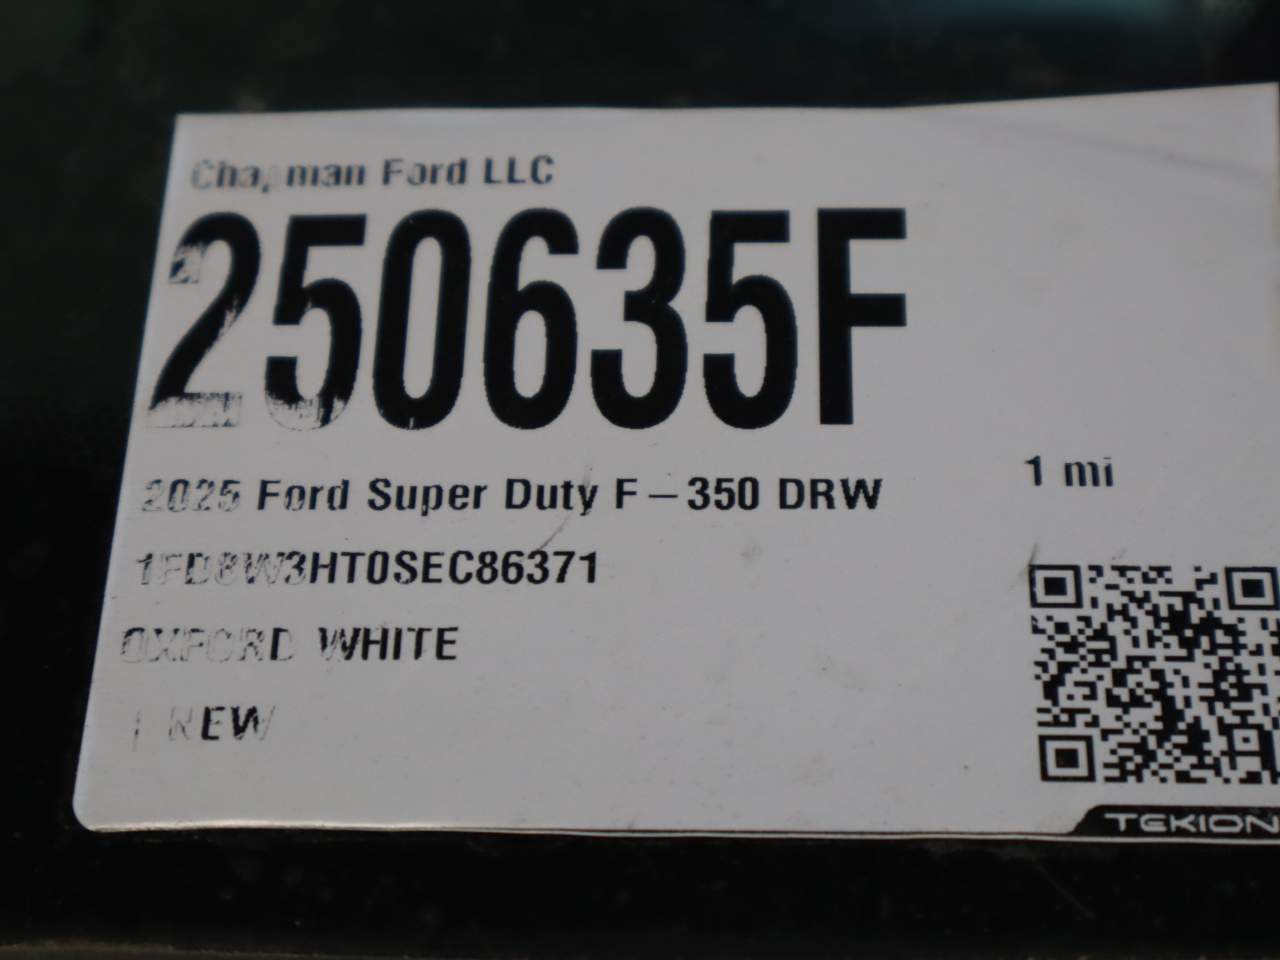 Chapman Ford LLC
250635F
2025 Ford Super Duty F-350 DRW
1 mi
1FD8W3HT0SEC86371
OXFORD WHITE
| NEW
TEKION